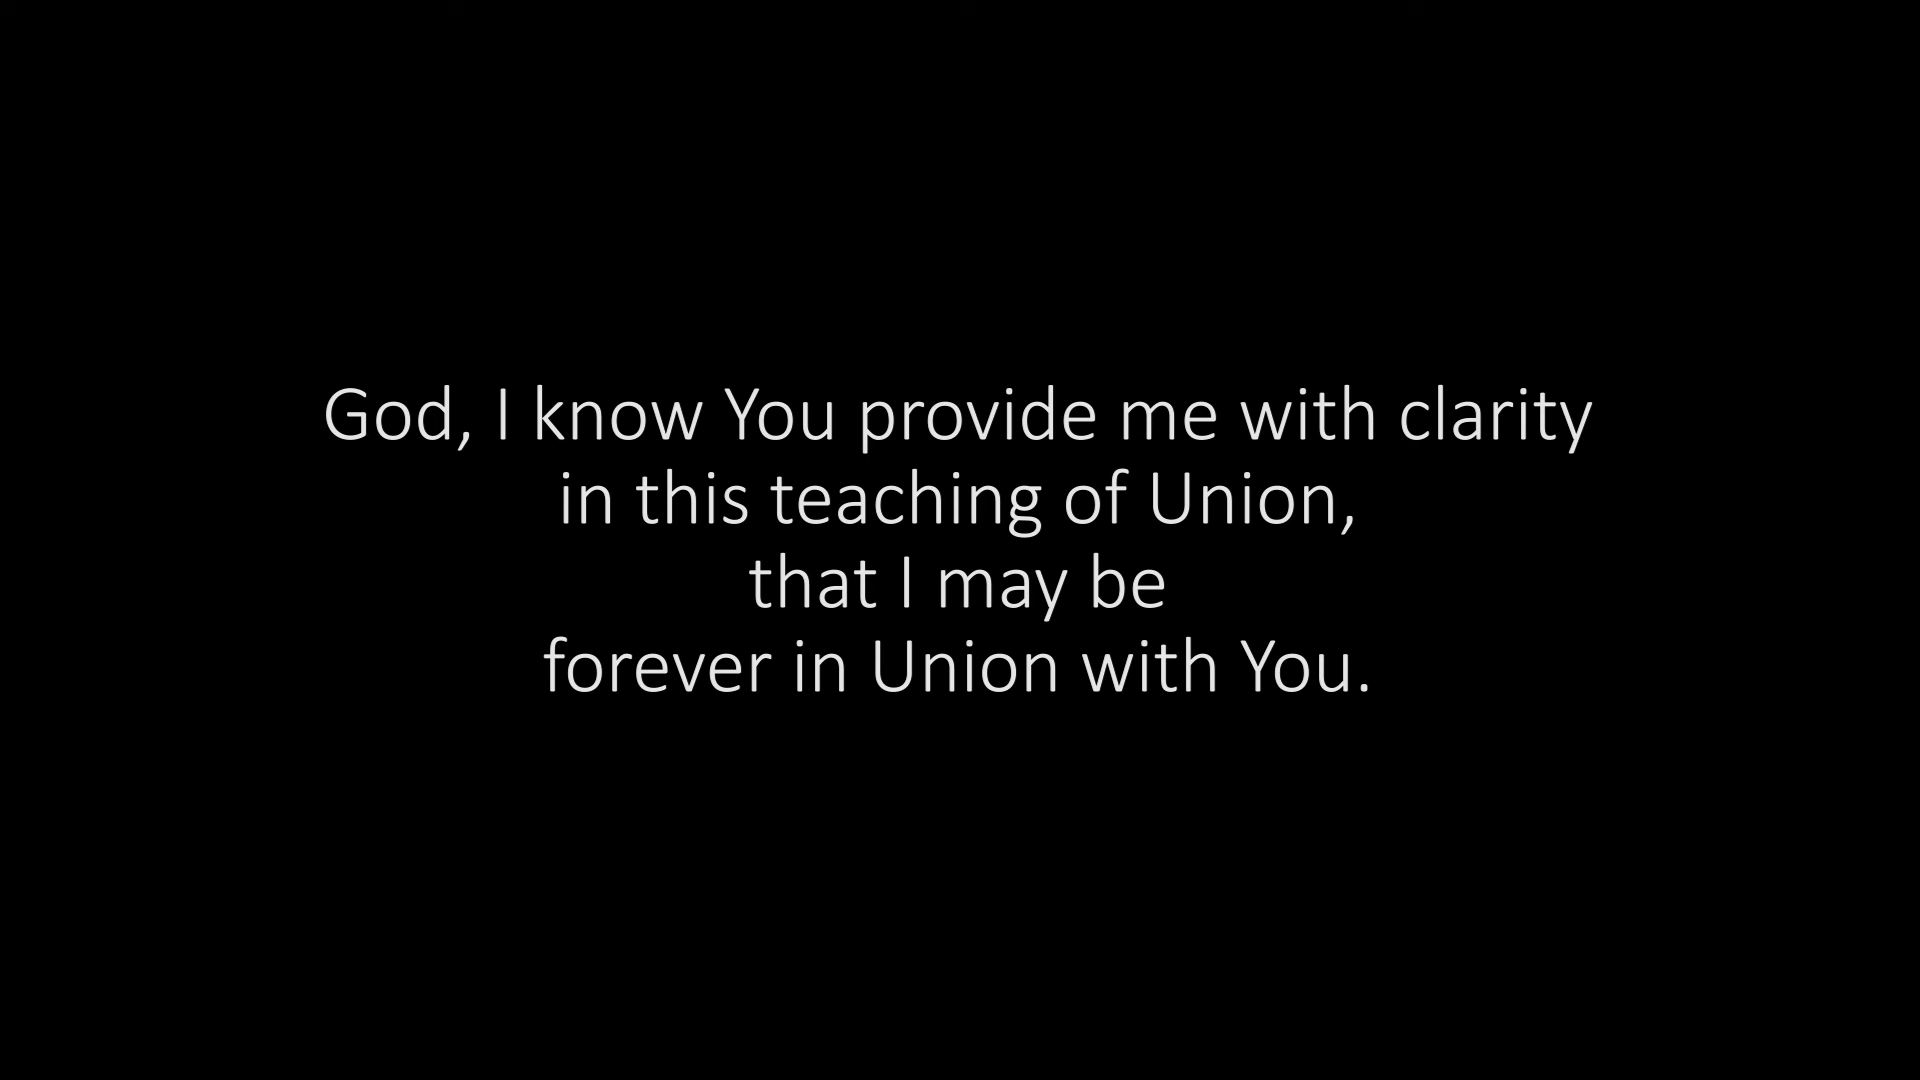 God, I know You provide me with clarity
in this teaching of Union,
that I may be
forever in Union with You.